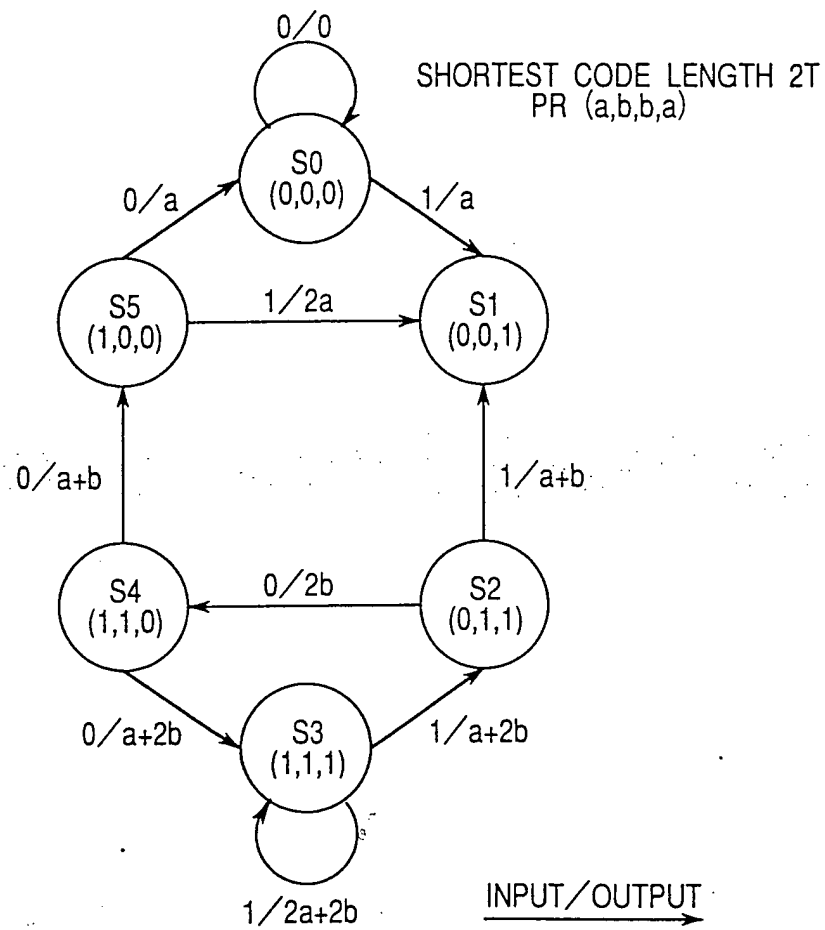 0/0
SHORTEST CODE LENGTH 2T
PR (a,b,b,a)
S0
(0,0,0)
0/a
1/a
S5
(1,0,0)
1/2a
S1
(0,0,1)
0/a+b
1/a+b
S4
(1,1,0)
0/2b
S2
(0,1,1)
0/a+2b
S3
(1,1,1)
1/a+2b
1/2a+2b
INPUT/OUTPUT